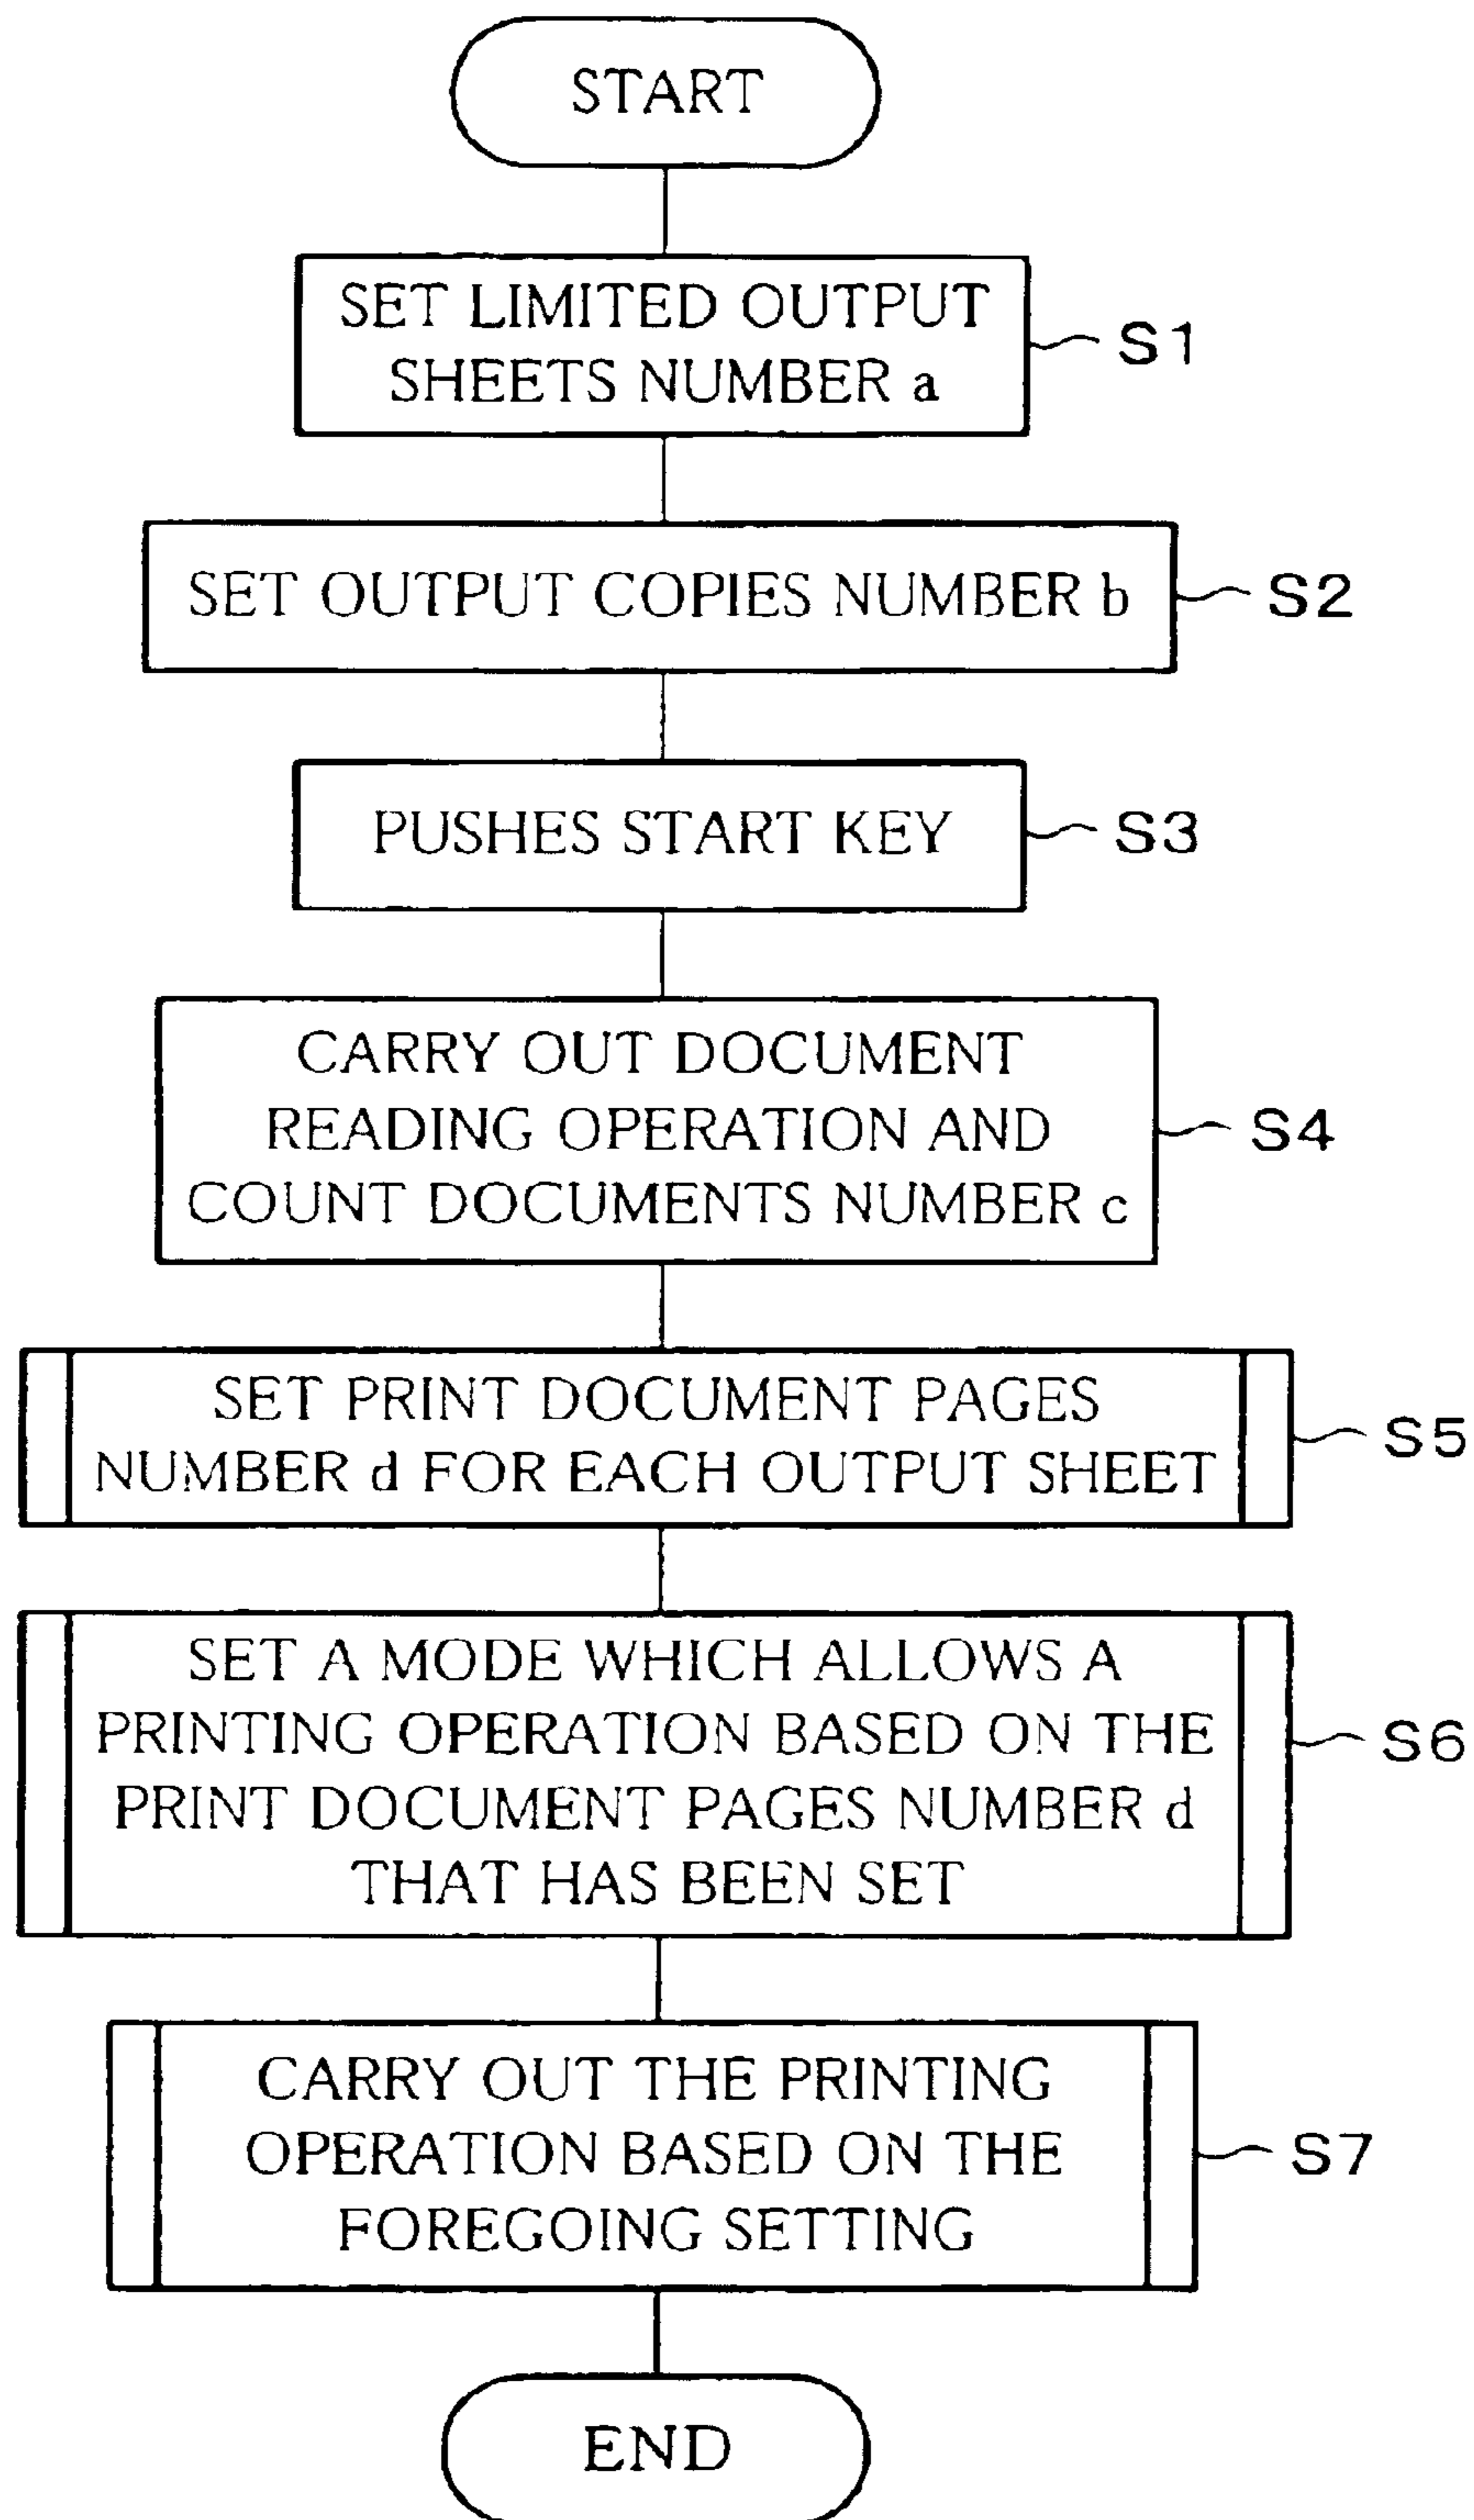 START
SET LIMITED OUTPUT
SHEETS NUMBER a
S1
SET OUTPUT COPIES NUMBER b
S2
PUSHES START KEY
S3
CARRY OUT DOCUMENT
READING OPERATION AND
COUNT DOCUMENTS NUMBER c
S4
SET PRINT DOCUMENT PAGES
NUMBER d FOR EACH OUTPUT SHEET
S5
SET A MODE WHICH ALLOWS A
PRINTING OPERATION BASED ON THE
PRINT DOCUMENT PAGES NUMBER d
THAT HAS BEEN SET
S6
CARRY OUT THE PRINTING
OPERATION BASED ON THE
FOREGOING SETTING
S7
END